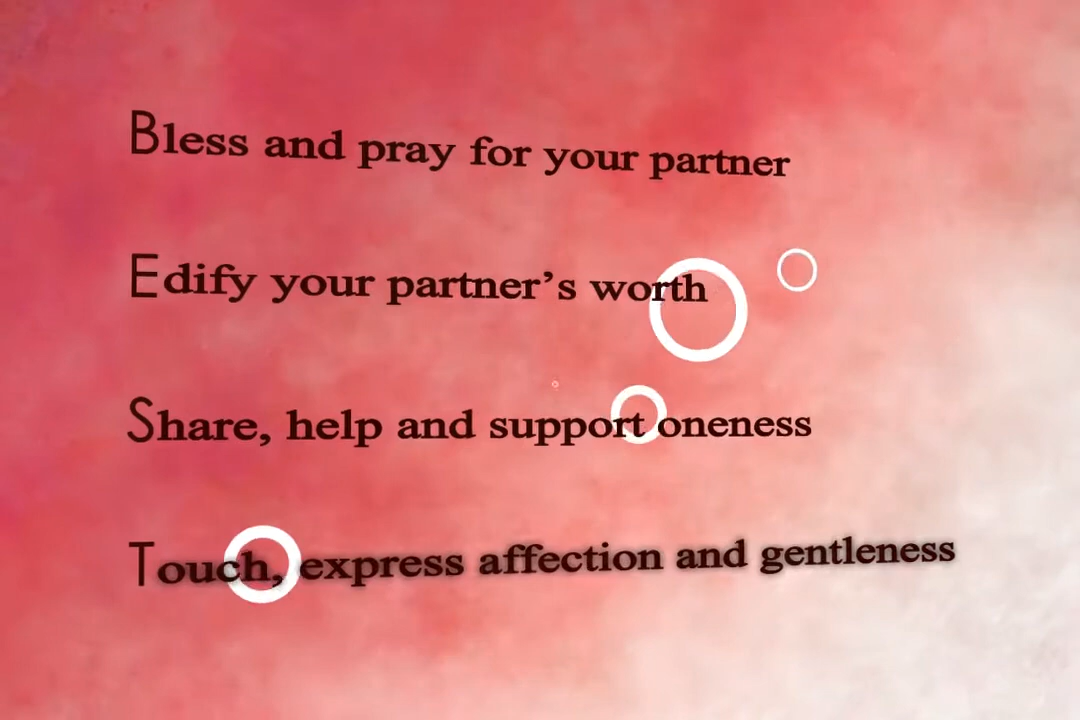 Bless and pray for your partner
Edify your partner’s worth
Share, help and support oneness
Touch, express affection and gentleness